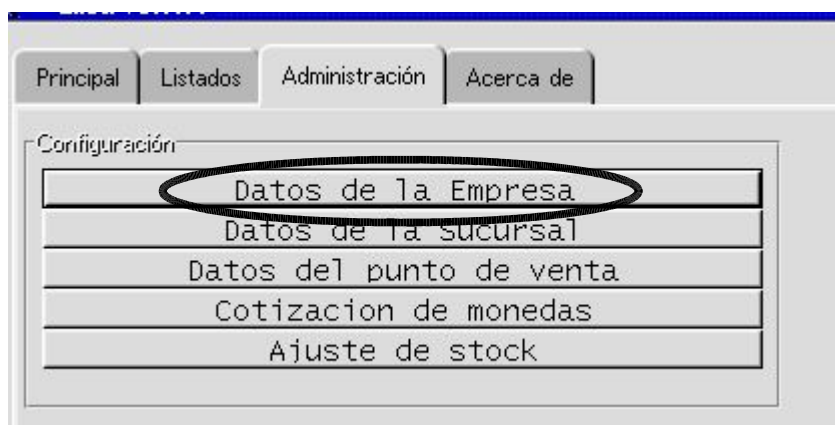 Principal Listados Administración Acerca de
Configuración
Datos de la Empresa
Datos de la Sucursal
Datos del punto de venta
Cotizacion de monedas
Ajuste de stock